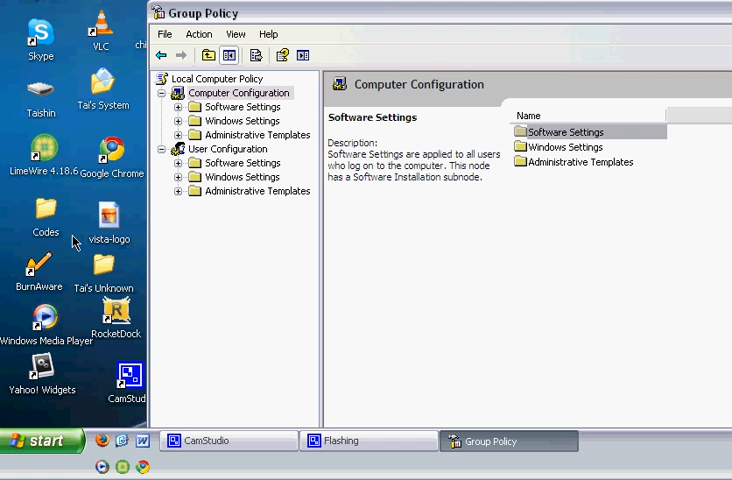 Skype
VLC
chi
Taishin
Tai's System
LimeWire 4.18.6
Google Chrome
Codes
vista-logo
BurnAware
Tai's Unknown
Windows Media Player
RocketDock
Yahoo! Widgets
CamStud
Group Policy
File Action View Help
Local Computer Policy
Computer Configuration
Software Settings
Windows Settings
Administrative Templates
User Configuration
Software Settings
Windows Settings
Administrative Templates
Computer Configuration
Software Settings
Description:
Software Settings are applied to all users
who log on to the computer. This node
has a Software Installation subnode.
Name
Software Settings
Windows Settings
Administrative Templates
start
CamStudio
Flashing
Group Policy